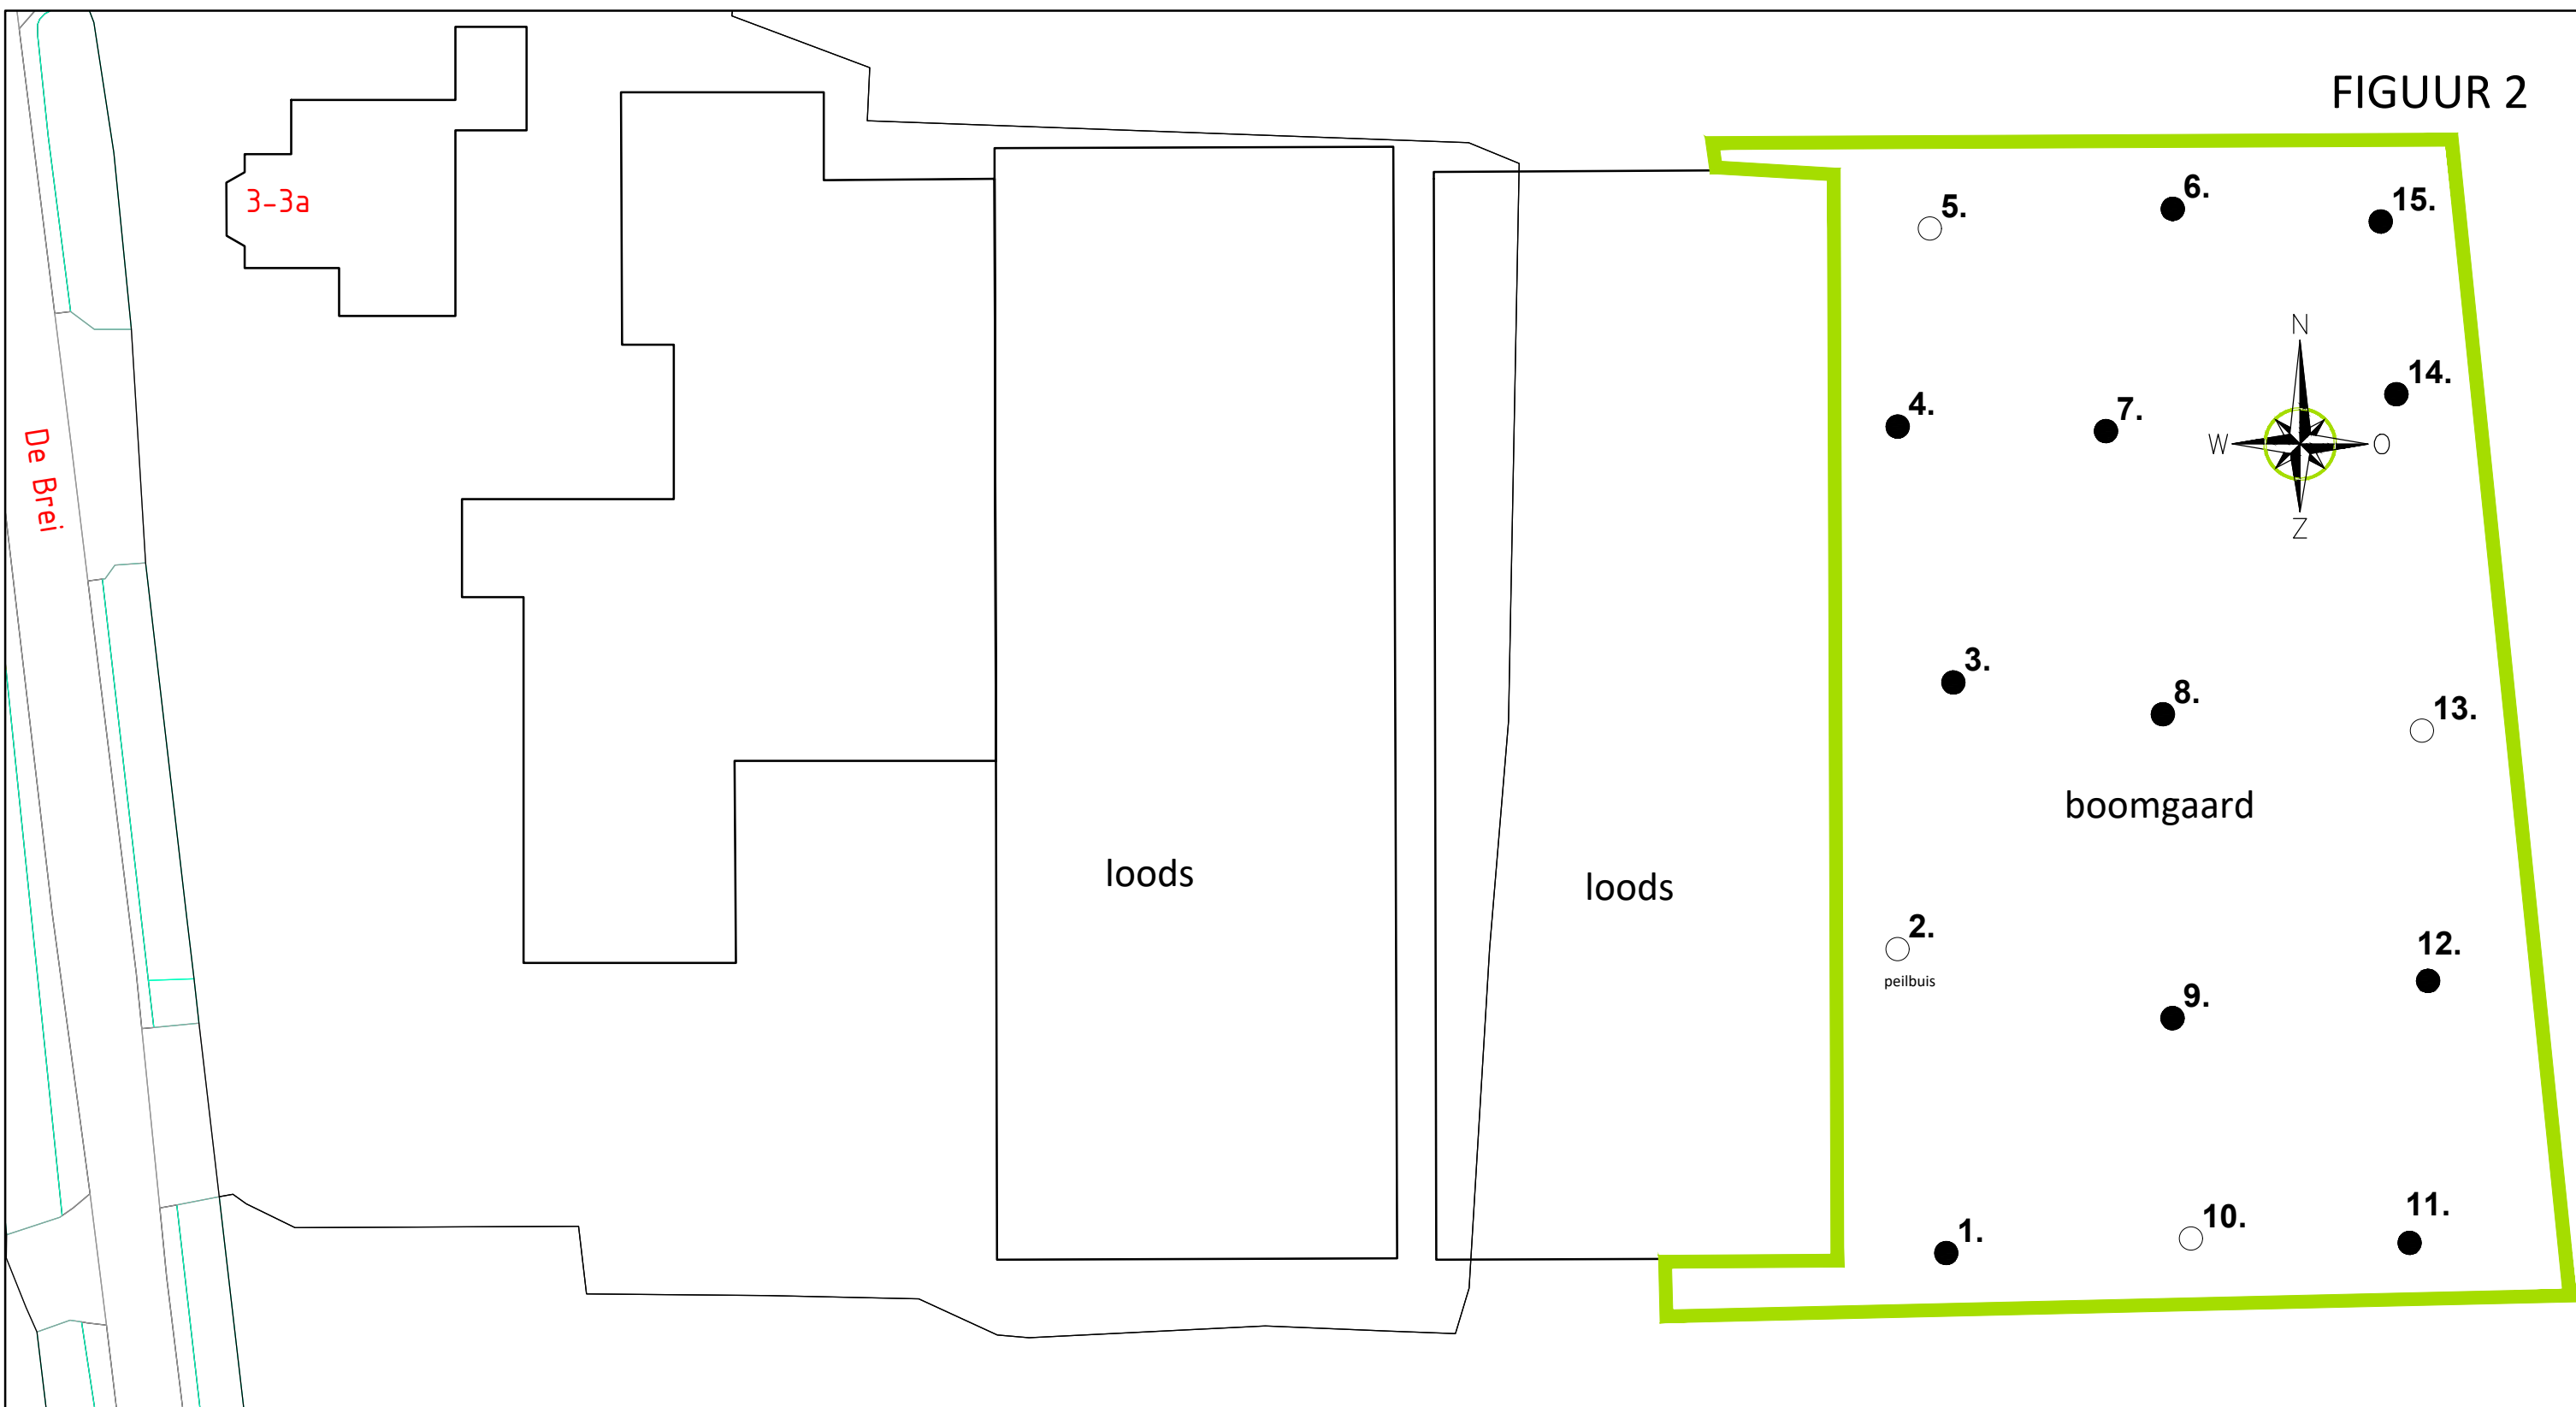 FIGUUR 2
3-3a
5.
6.
15.
N
14.
4.
7.
W
O
De Brei
Z
3.
8.
13.
boomgaard
loods
loods
2.
peilbuis
12.
9.
11.
10.
1.